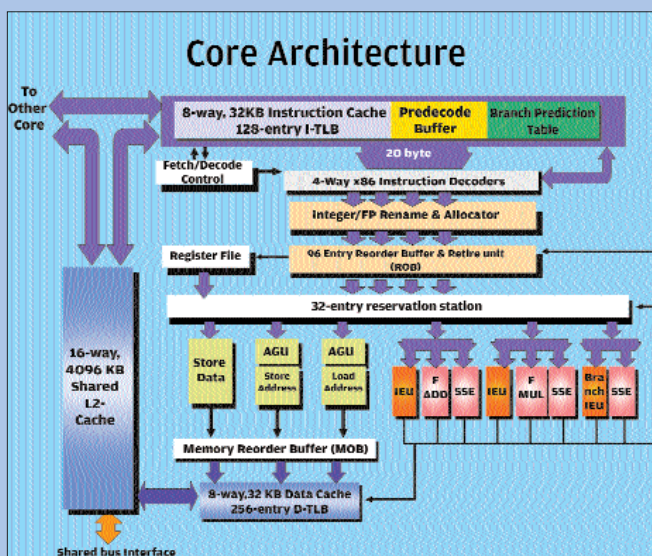 Core Architecture
To
Other
Core
8-way, 32KB Instruction Cache
128-entry I-TLB
Predecode
Buffer
Branch Prediction
Table
20 byte
Fetch/Decode
Control
4-Way x86 Instruction Decoders
Integer/FP Rename & Allocator
Register File
96 Entry Reorder Buffer & Retire unit
(ROB)
32-entry reservation station
16-way,
4096 KB
Shared
L2-
Cache
Store
Data
AGU
Store
Address
AGU
Load
Address
IEU
F
ADD
SSE
IEU
F
MUL
SSE
Bra
nch
IEU
SSE
Memory Reorder Buffer (MOB)
8-way,32 KB Data Cache
256-entry D-TLB
Shared bus Interface